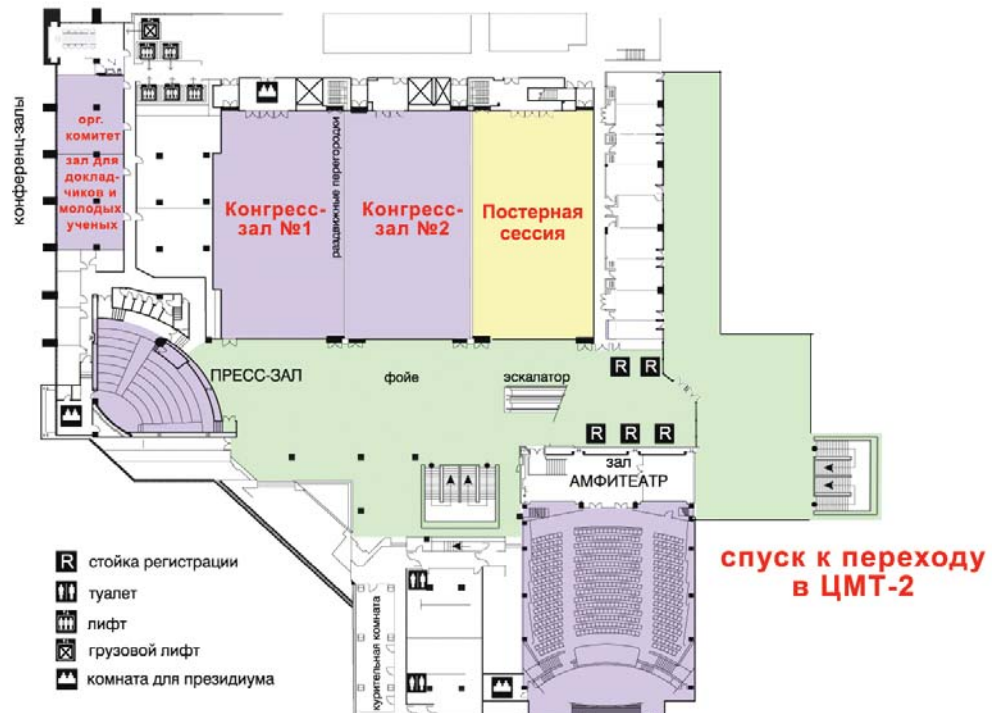 конференц-залы
орг.
комитет
зал для
доклад-
чиков и
молодых
ученых
Конгресс-
зал №1
раздвижные перегородки
Конгресс-
зал №2
Постерная
сессия
ПРЕСС-ЗАЛ
фойе
эскалатор
R R
R R R
зал
АМФИТЕАТР
спуск к переходу
в ЦМТ-2
курительная комната
R стойка регистрации
туалет
лифт
грузовой лифт
комната для президиума